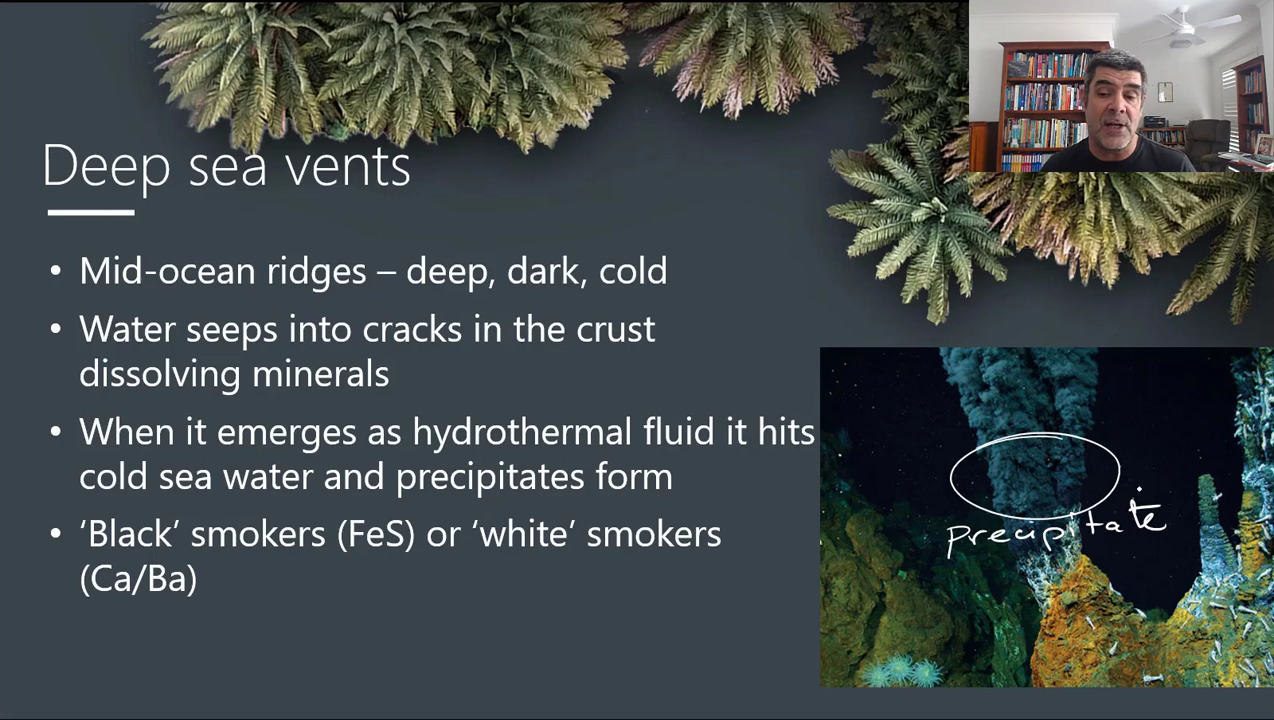 Deep sea vents
• Mid-ocean ridges – deep, dark, cold
• Water seeps into cracks in the crust
dissolving minerals
• When it emerges as hydrothermal fluid it hits
cold sea water and precipitates form
• ‘Black’ smokers (FeS) or ‘white’ smokers
(Ca/Ba)
precipitate